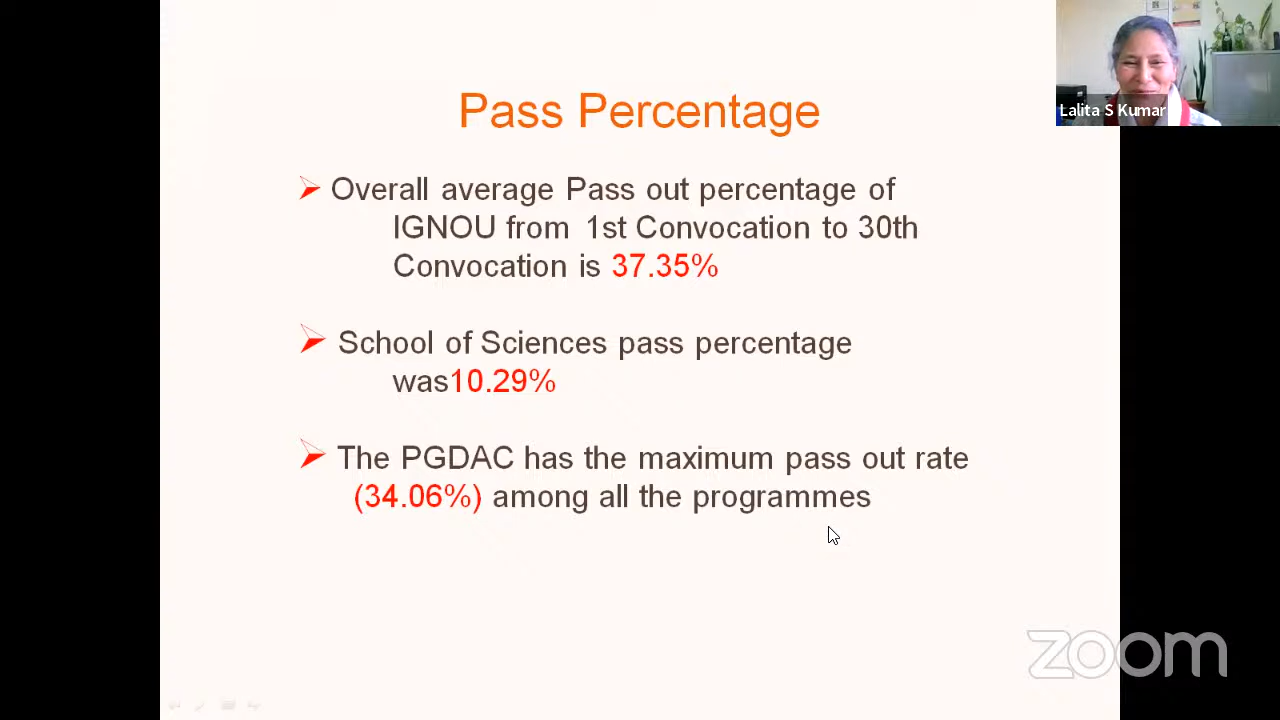 Pass Percentage
Lalita S Kumar
Overall average Pass out percentage of
IGNOU from 1st Convocation to 30th
Convocation is 37.35%
School of Sciences pass percentage
was10.29%
The PGDAC has the maximum pass out rate
(34.06%) among all the programmes
zoom